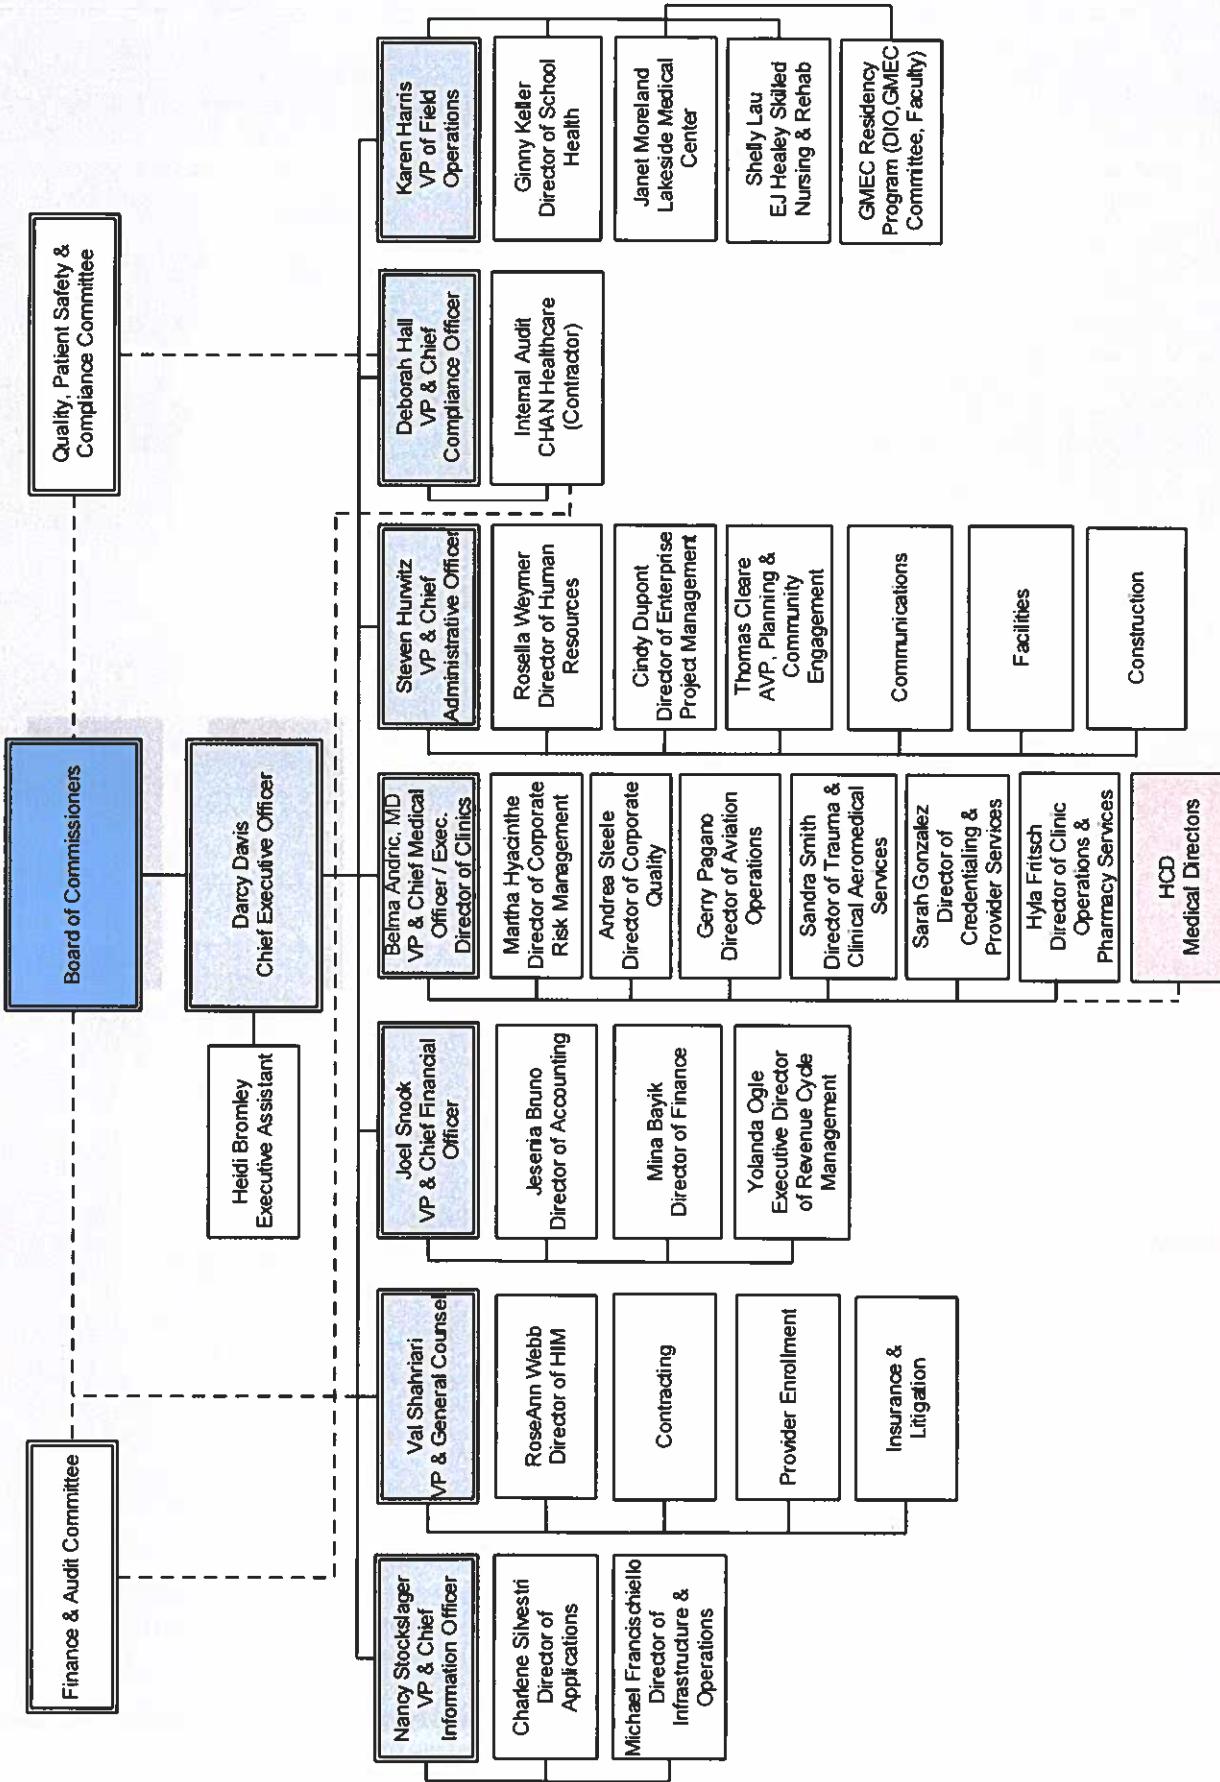 Board of Commissioners
Finance & Audit Committee
Quality, Patient Safety &
Compliance Committee
Darcy Davis
Chief Executive Officer
Heidi Bromley
Executive Assistant
Nancy Stockslager
VP & Chief
Information Officer
Charlene Silvestri
Director of
Applications
Michael Francischiello
Director of
Infrastructure &
Operations
Val Shahriari
VP & General Counsel
RoseAnn Webb
Director of HIM
Contracting
Provider Enrollment
Insurance &
Litigation
Joel Snook
VP & Chief Financial
Officer
Jesenia Bruno
Director of Accounting
Mina Bayik
Director of Finance
Yolanda Ogle
Executive Director
of Revenue Cycle
Management
Belma Andric, MD
VP & Chief Medical
Officer / Exec.
Director of Clinics
Martha Hyacinthe
Director of Corporate
Risk Management
Andrea Steele
Director of Corporate
Quality
Gerry Pagano
Director of Aviation
Operations
Sandra Smith
Director of Trauma &
Clinical Aeromedical
Services
Sarah Gonzalez
Director of
Credentialing &
Provider Services
Hyla Fritsch
Director of Clinic
Operations &
Pharmacy Services
HCD
Medical Directors
Steven Hurwitz
VP & Chief
Administrative Officer
Rosella Weymer
Director of Human
Resources
Cindy Dupont
Director of Enterprise
Project Management
Thomas Cleare
AVP, Planning &
Community
Engagement
Communications
Facilities
Construction
Deborah Hall
VP & Chief
Compliance Officer
Internal Audit
CHAN Healthcare
(Contractor)
Karen Harris
VP of Field
Operations
Ginny Keller
Director of School
Health
Janet Moreland
Lakeside Medical
Center
Shelly Lau
EJ Healey Skilled
Nursing & Rehab
GMEC Residency
Program (DIO,GMEC
Committee, Faculty)